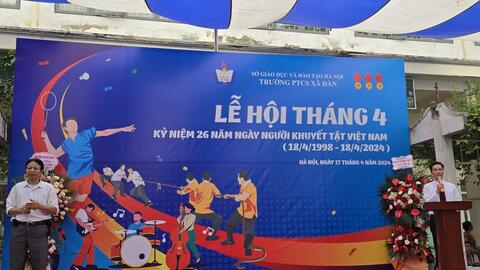 SỞ GIÁO DỤC VÀ ĐÀO TẠO HÀ NỘI
TRƯỜNG PTCS XÃ ĐÀN
LỄ HỘI THÁNG 4
KỶ NIỆM 26 NĂM NGÀY NGƯỜI KHUYẾT TẬT VIỆT NAM
(18/4/1998 - 18/4/2024)
HÀ NỘI, NGÀY 17 THÁNG 4 NĂM 2024